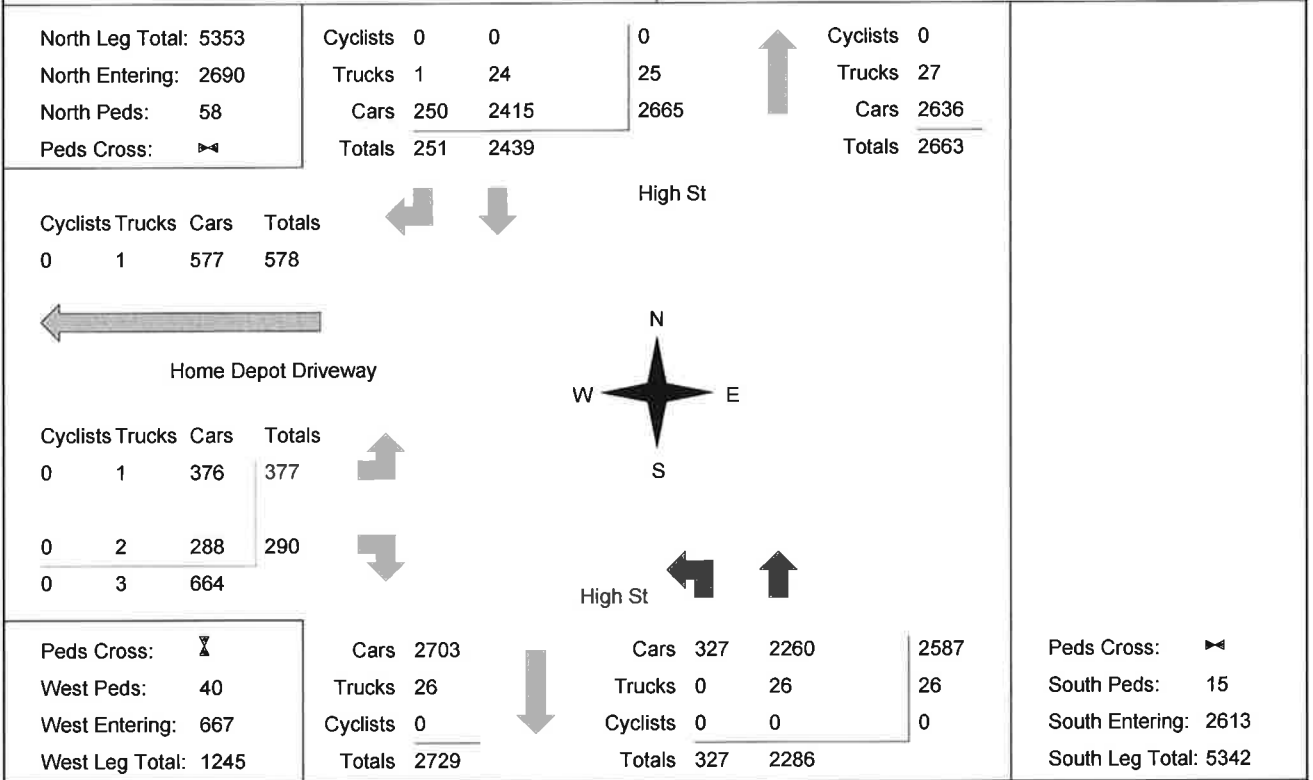 North Leg Total: 5353
North Entering: 2690
North Peds: 58
Peds Cross:
Cyclists 0 0 0
Trucks 1 24 25
Cars 250 2415 2665
Totals 251 2439
Cyclists 0
Trucks 27
Cars 2636
Totals 2663
High St
Cyclists Trucks Cars Totals
0 1 577 578
Home Depot Driveway
N
W E
S
Cyclists Trucks Cars Totals
0 1 376 377
0 2 288 290
0 3 664
High St
Peds Cross:
West Peds: 40
West Entering: 667
West Leg Total: 1245
Cars 2703
Trucks 26
Cyclists 0
Totals 2729
Cars 327 2260 2587
Trucks 0 26 26
Cyclists 0 0 0
Totals 327 2286
Peds Cross:
South Peds: 15
South Entering: 2613
South Leg Total: 5342